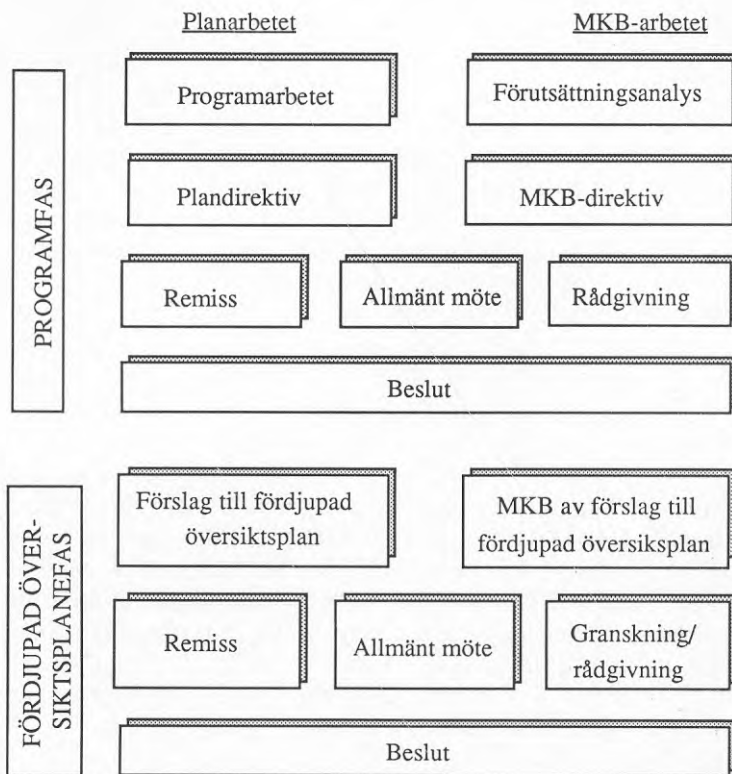 Planarbetet
MKB-arbetet
PROGRAMFAS
Programarbetet
Förutsättningsanalys
Plandirektiv
MKB-direktiv
Remiss
Allmänt möte
Rådgivning
Beslut
FÖRDJUPAD ÖVER-
SIKTSPLANEFAS
Förslag till fördjupad
översiktsplan
MKB av förslag till
fördjupad översiksplan
Remiss
Allmänt möte
Granskning/
rådgivning
Beslut